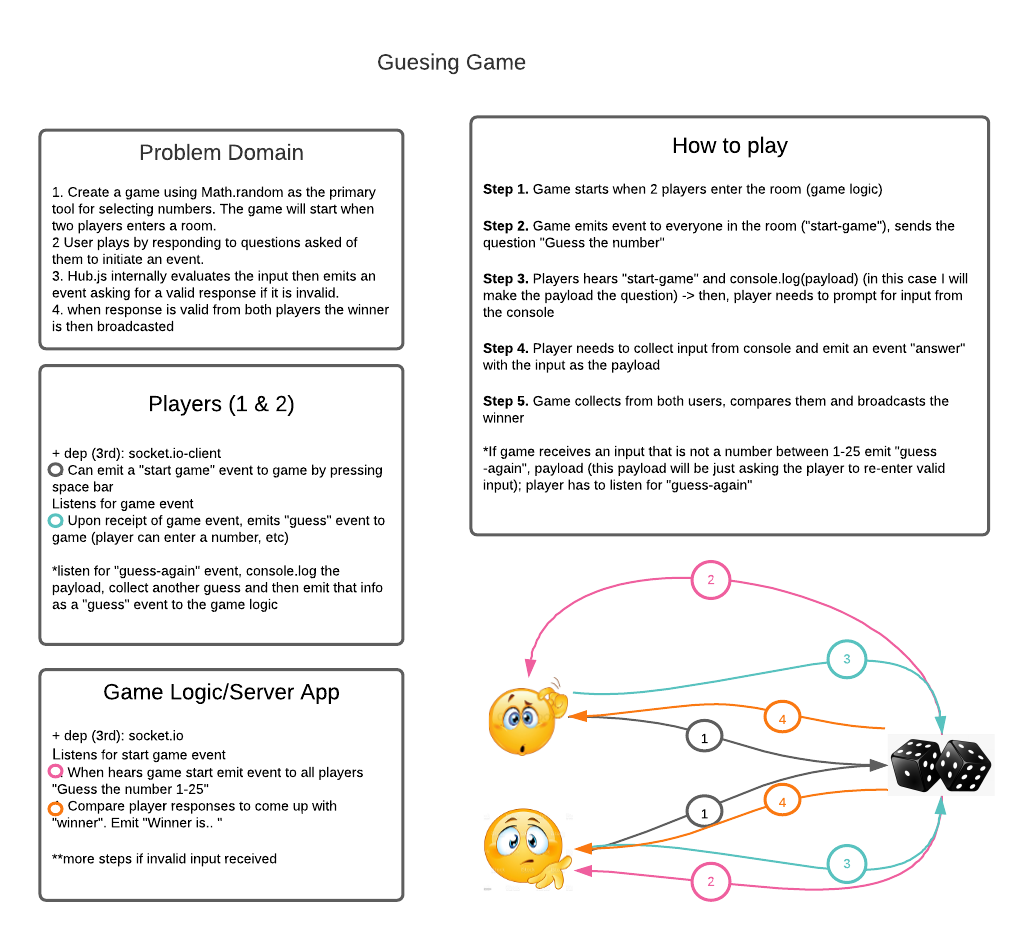 Guesing Game
Problem Domain
1. Create a game using Math.random as the primary
tool for selecting numbers. The game will start when
two players enters a room.
2 User plays by responding to questions asked of
them to initiate an event.
3. Hub.js internally evaluates the input then emits an
event asking for a valid response if it is invalid.
4. when response is valid from both players the winner
is then broadcasted
Players (1 & 2)
+ dep (3rd): socket.io-client
Can emit a "start game" event to game by pressing
space bar
Listens for game event
Upon receipt of game event, emits "guess" event to
game (player can enter a number, etc)
*listen for "guess-again" event, console.log the
payload, collect another guess and then emit that info
as a "guess" event to the game logic
Game Logic/Server App
+ dep (3rd): socket.io
Listens for start game event
When hears game start emit event to all players
"Guess the number 1-25"
Compare player responses to come up with
"winner". Emit "Winner is.. "
**more steps if invalid input received
How to play
Step 1. Game starts when 2 players enter the room (game logic)
Step 2. Game emits event to everyone in the room ("start-game"), sends the
question "Guess the number"
Step 3. Players hears "start-game" and console.log(payload) (in this case I will
make the payload the question) -> then, player needs to prompt for input from
the console
Step 4. Player needs to collect input from console and emit an event "answer"
with the input as the payload
Step 5. Game collects from both users, compares them and broadcasts the
winner
*If game receives an input that is not a number between 1-25 emit "guess
-again", payload (this payload will be just asking the player to re-enter valid
input); player has to listen for "guess-again"
2
3
4
1
4
1
3
2